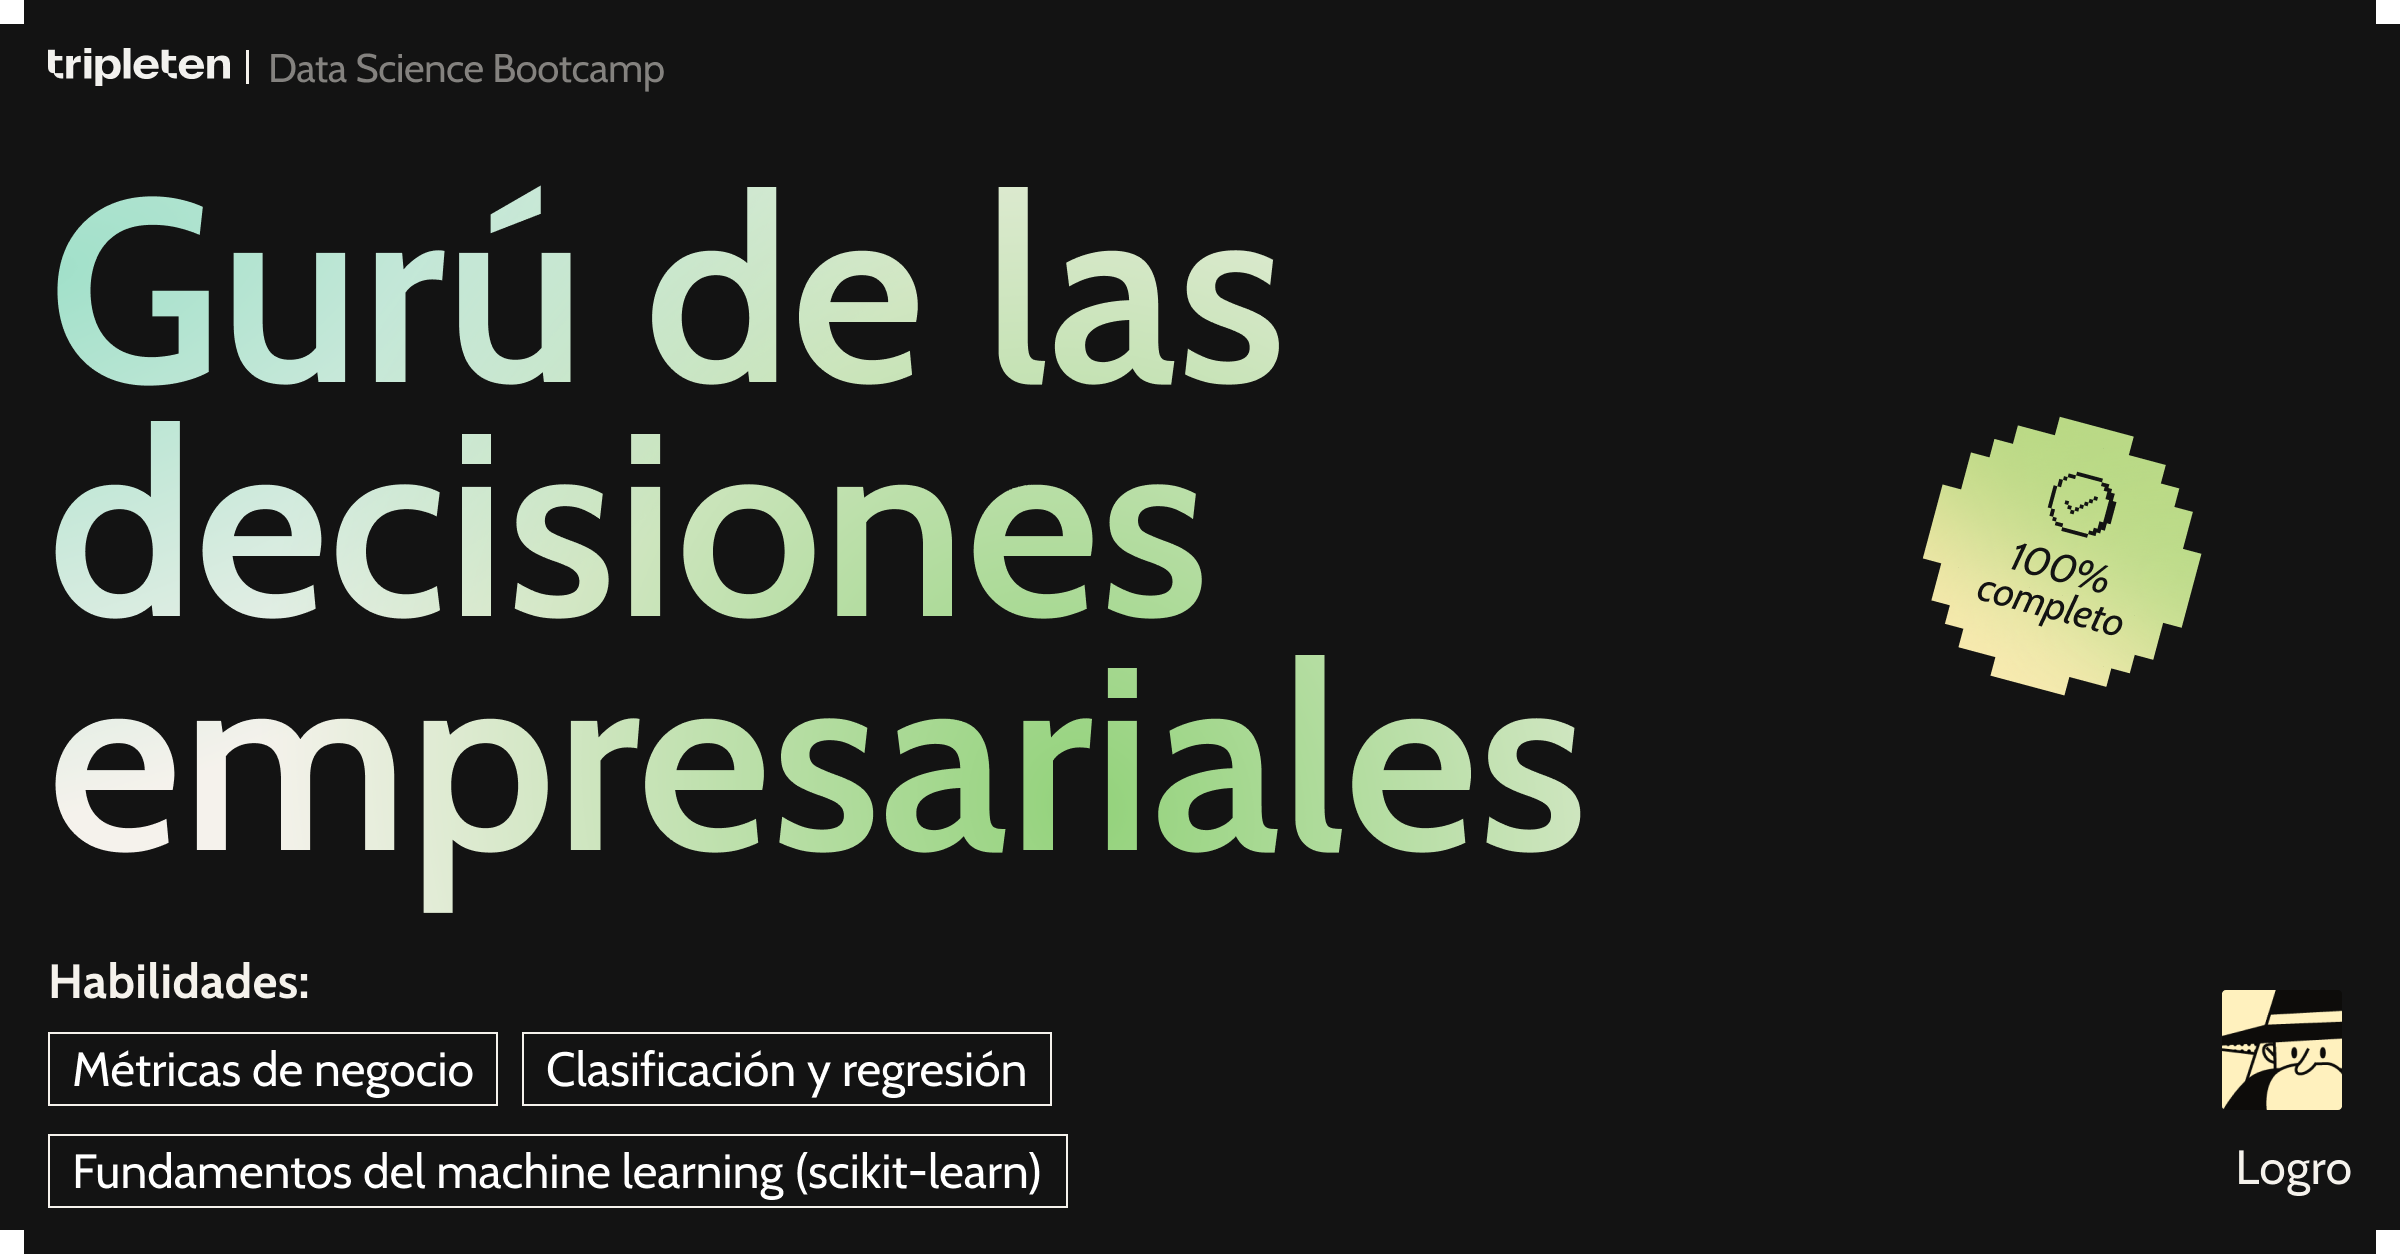 tripleten | Data Science Bootcamp
Gurú de las
decisiones
empresariales
100%
completo
Habilidades:
Métricas de negocio
Clasificación y regresión
Fundamentos del machine learning (scikit-learn)
Logro